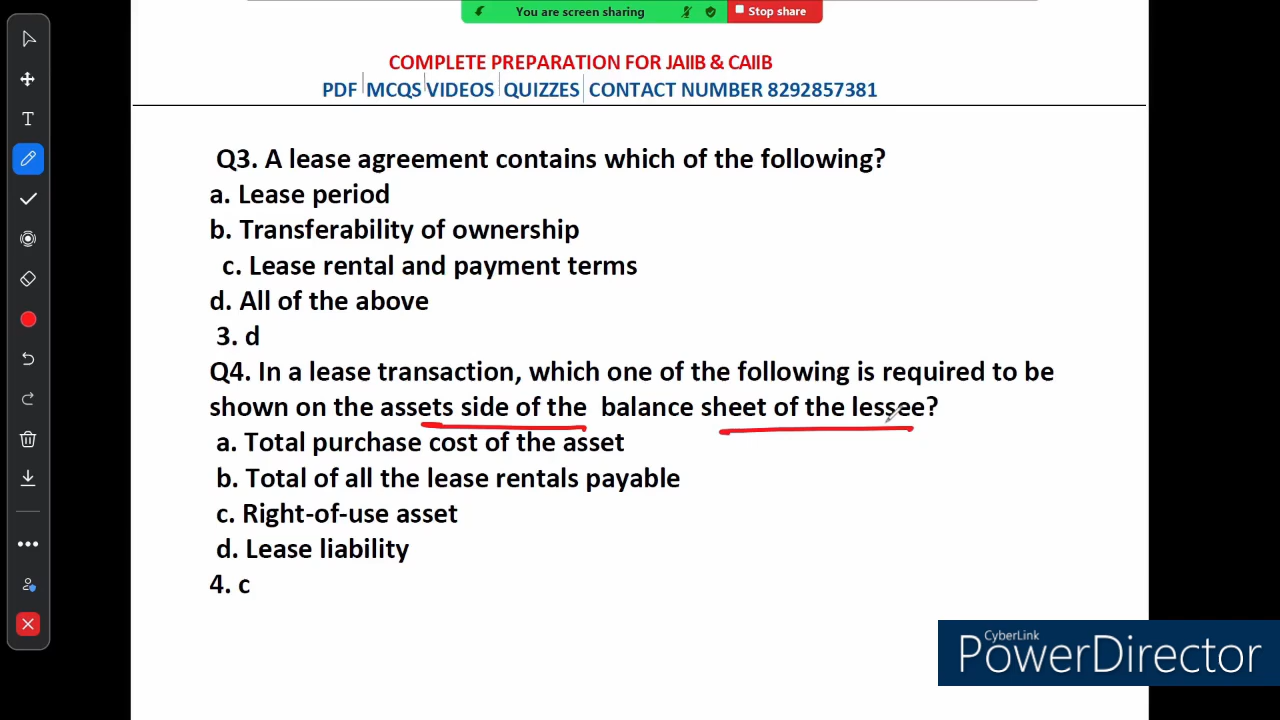 You are screen sharing
Stop share
COMPLETE PREPARATION FOR JAIIB & CAIIB
PDF MCQS VIDEOS QUIZZES CONTACT NUMBER 8292857381
T
Q3. A lease agreement contains which of the following?
a. Lease period
b. Transferability of ownership
c. Lease rental and payment terms
d. All of the above
3. d
Q4. In a lease transaction, which one of the following is required to be
shown on the assets side of the balance sheet of the lessee?
a. Total purchase cost of the asset
b. Total of all the lease rentals payable
c. Right-of-use asset
d. Lease liability
4. c
CyberLink
PowerDirector